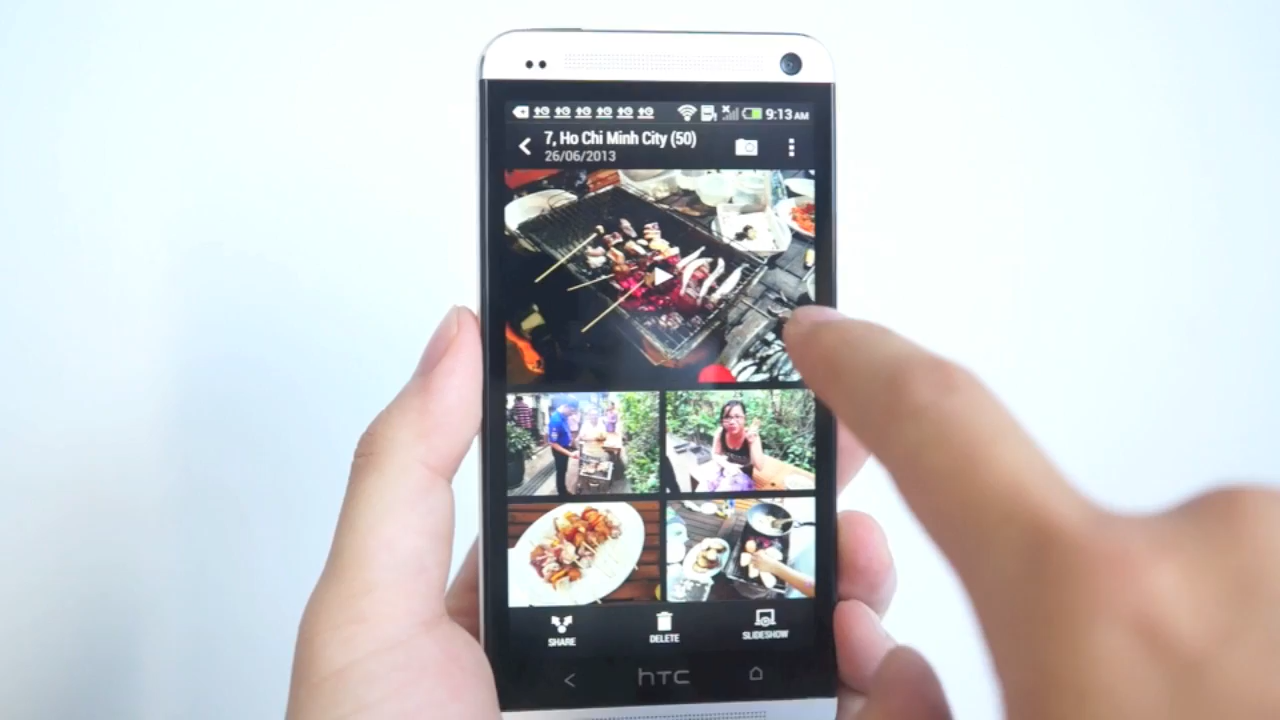 9:13 AM
7, Ho Chi Minh City (50)
26/06/2013
SHARE
DELETE
SLIDESHOW
hTC